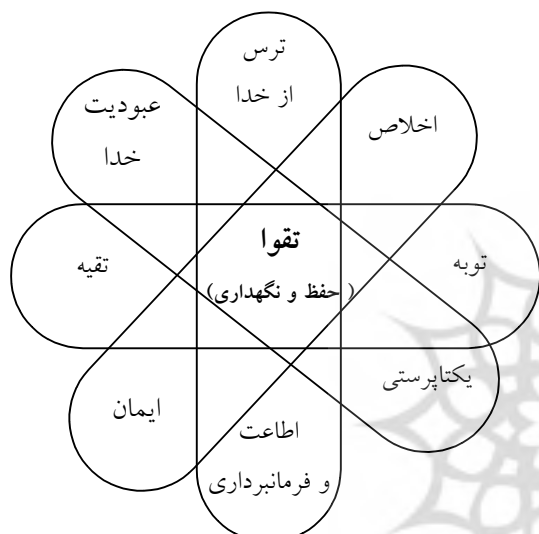 ترس
از خدا
اخلاص
عبودیت
خدا
تقوا
(حفظ و نگهداری)
توبه
تقیه
یکتاپرستی
ایمان
اطاعت
و فرمانبرداری